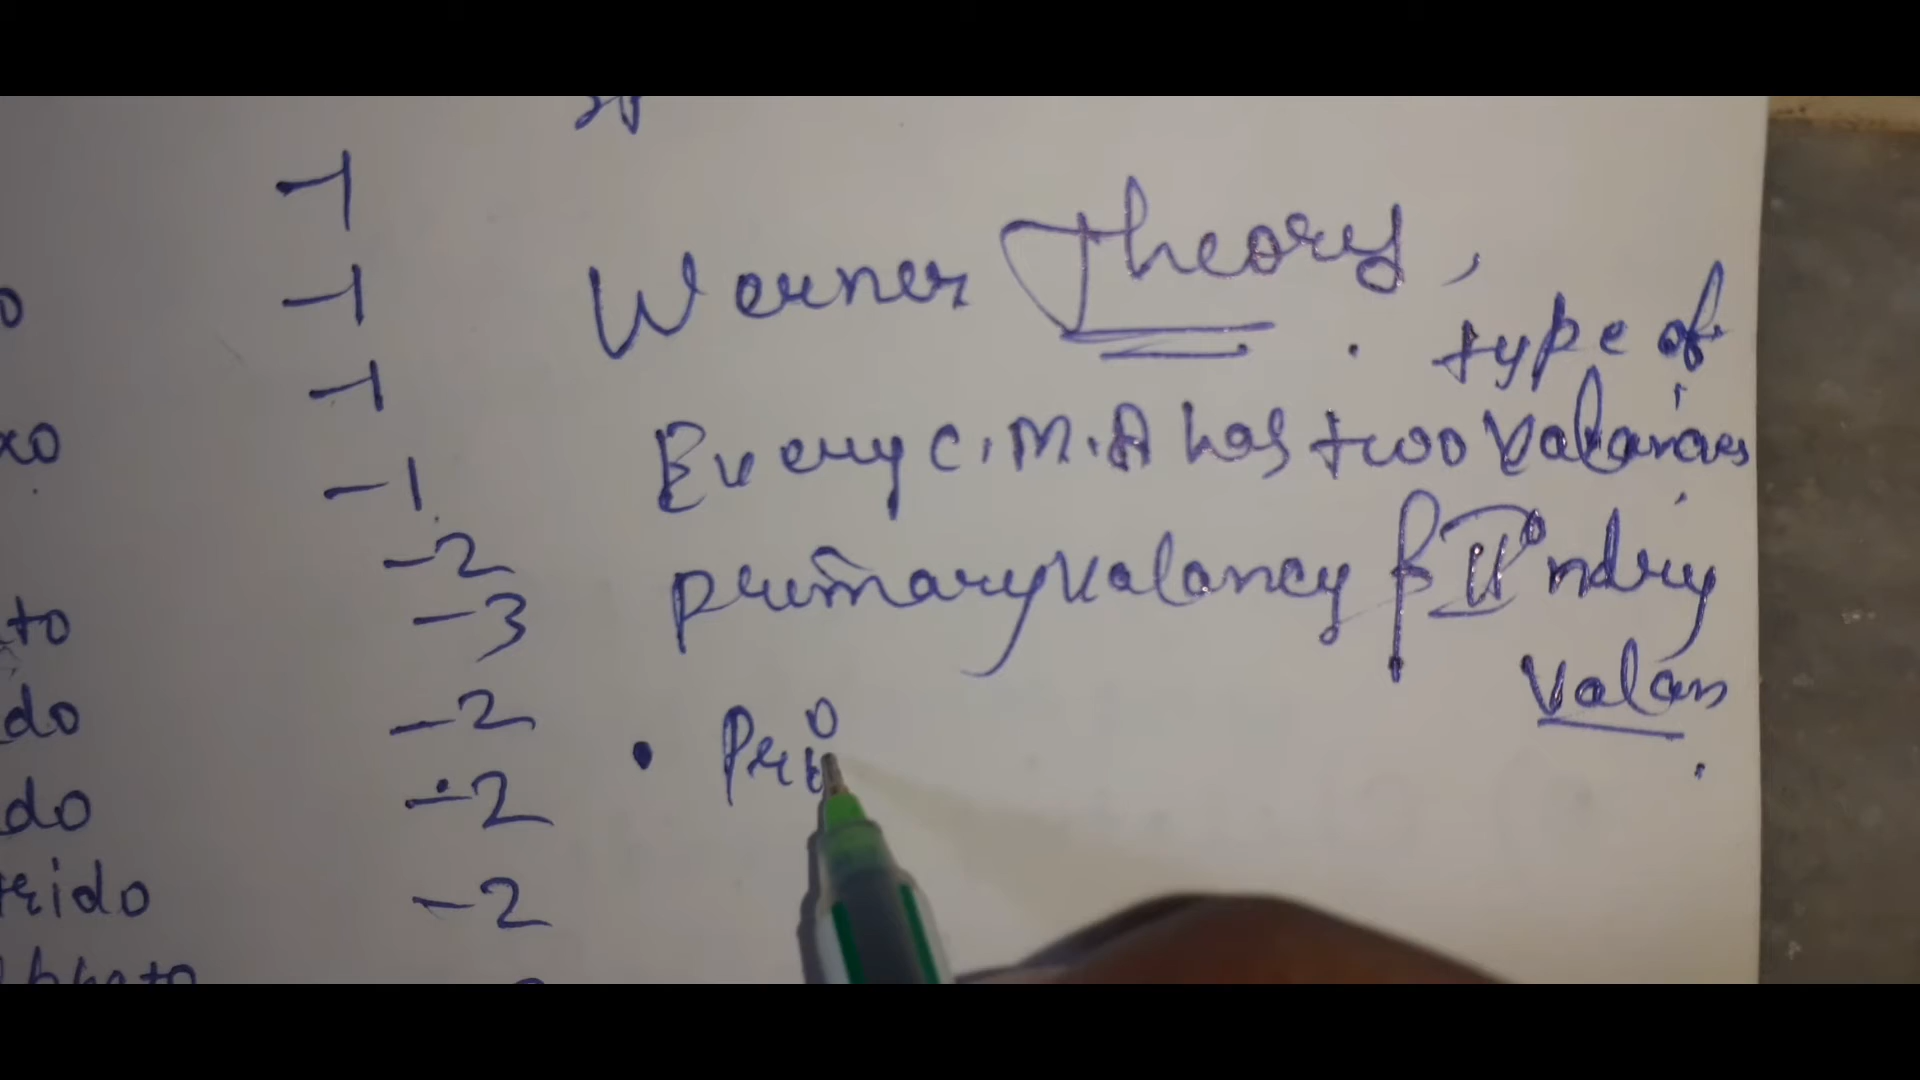 -1
Werner Theory,
o -1
type of
xo -1
Every C.M.A has two Valancies
-1
-2
primary valancy & IIndry
to -3
Valan
do -2
Pri
do -2
rido -2